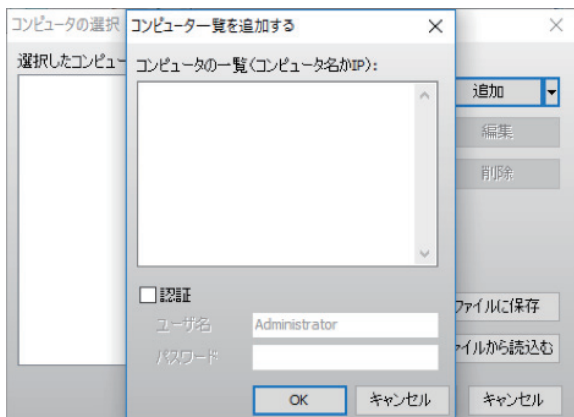 コンピュータの選択
コンピューター覧を追加する
選択したコンピュー
コンピュータの一覧(コンピュータ名かIP):
追加
編集
削除
認証
ユーザ名
Administrator
パスワード
ファイルに保存
ァイルから読込む
OK
キャンセル
キャンセル